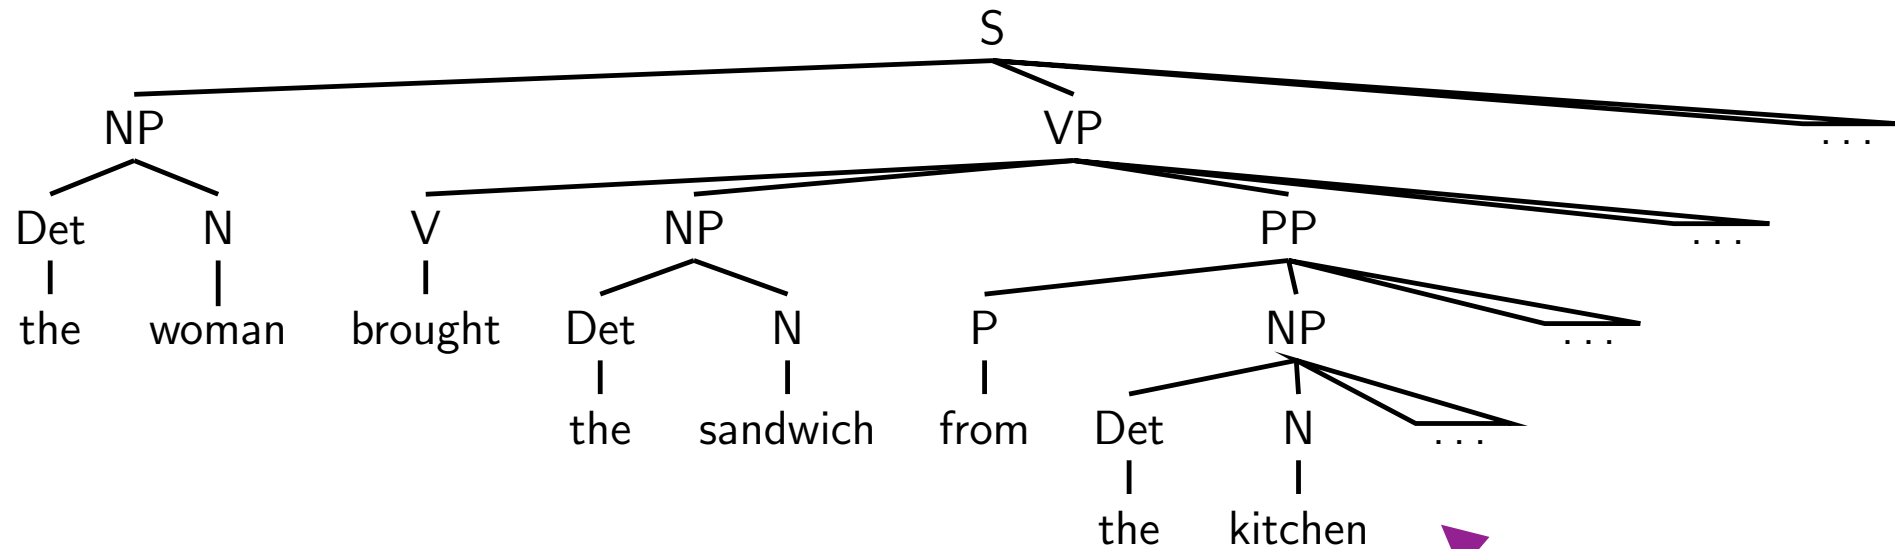 S
NP VP . . .
Det N V NP PP . . .
the woman brought Det N P NP . . .
the sandwich from Det N . . .
the kitchen